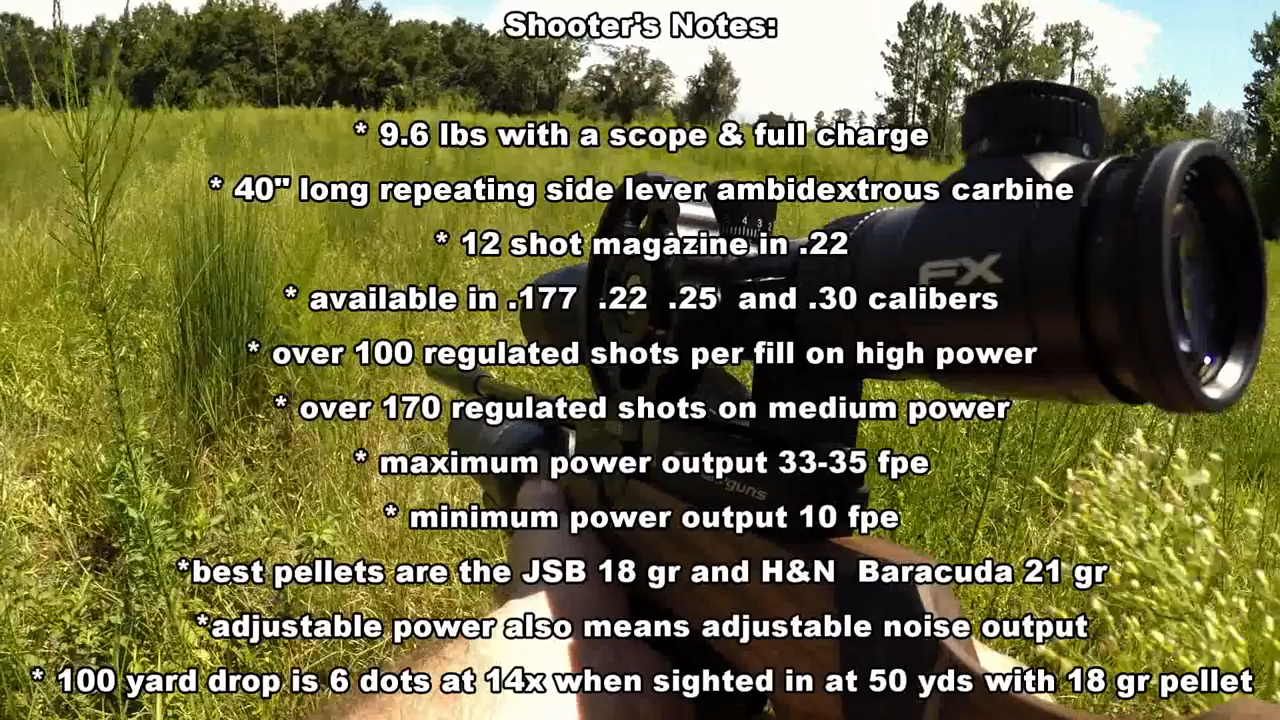 Shooter's Notes:
* 9.6 lbs with a scope & full charge
* 40" long repeating side lever ambidextrous carbine
4 3 2
* 12 shot magazine in .22
FX
* available in .177 .22 .25 and .30 calibers
* over 100 regulated shots per fill on high power
* over 170 regulated shots on medium power
* maximum power output 33-35 fpe
* minimum power output 10 fpe
*best pellets are the JSB 18 gr and H&N Baracuda 21 gr
*adjustable power also means adjustable noise output
* 100 yard drop is 6 dots at 14x when sighted in at 50 yds with 18 gr pellet